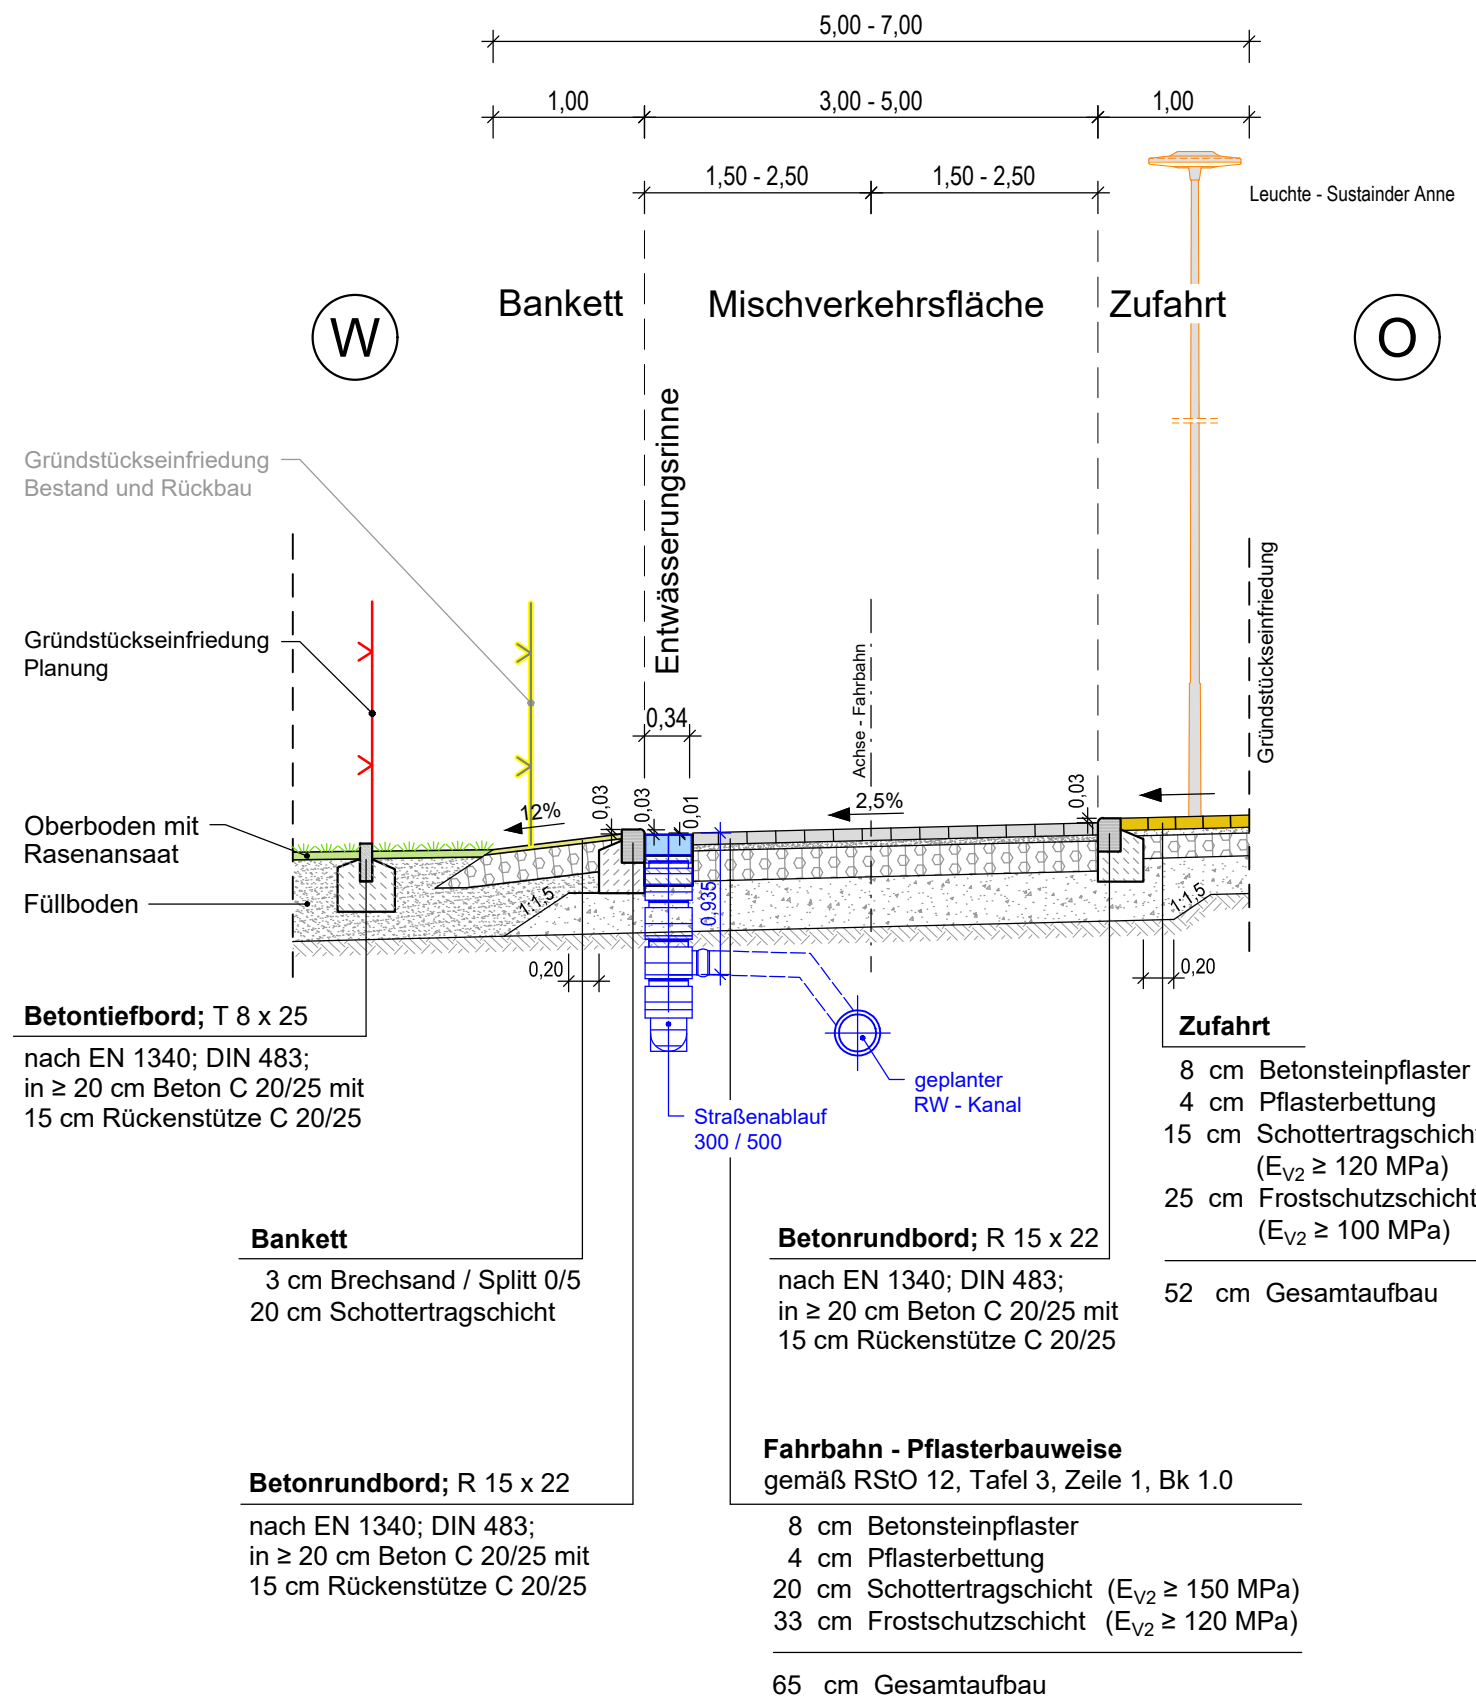 5,00 - 7,00
1,00
3,00 - 5,00
1,00
1,50 - 2,50
1,50 - 2,50
Leuchte - Sustainder Anne
Bankett
Mischverkehrsfläche
Zufahrt
W
O
Entwässerungsrinne
Gründstückseinfriedung
Bestand und Rückbau
Gründstückseinfriedung
Planung
Gründstückseinfriedung
Achse - Fahrbahn
0,34
0,03
0,03
0,01
0,03
12%
2,5%
Oberboden mit
Rasenansaat
Füllboden
1:1,5
1:1,5
0,935
0,20
0,20
Betontiefbord; T 8 x 25
nach EN 1340; DIN 483;
in ≥ 20 cm Beton C 20/25 mit
15 cm Rückenstütze C 20/25
geplanter
RW - Kanal
Straßenablauf
300 / 500
Zufahrt
8 cm Betonsteinpflaster
4 cm Pflasterbettung
15 cm Schottertragschicht
(EV2 ≥ 120 MPa)
25 cm Frostschutzschicht
(EV2 ≥ 100 MPa)
52 cm Gesamtaufbau
Bankett
3 cm Brechsand / Splitt 0/5
20 cm Schottertragschicht
Betonrundbord; R 15 x 22
nach EN 1340; DIN 483;
in ≥ 20 cm Beton C 20/25 mit
15 cm Rückenstütze C 20/25
Betonrundbord; R 15 x 22
nach EN 1340; DIN 483;
in ≥ 20 cm Beton C 20/25 mit
15 cm Rückenstütze C 20/25
Fahrbahn - Pflasterbauweise
gemäß RStO 12, Tafel 3, Zeile 1, Bk 1.0
8 cm Betonsteinpflaster
4 cm Pflasterbettung
20 cm Schottertragschicht (EV2 ≥ 150 MPa)
33 cm Frostschutzschicht (EV2 ≥ 120 MPa)
65 cm Gesamtaufbau